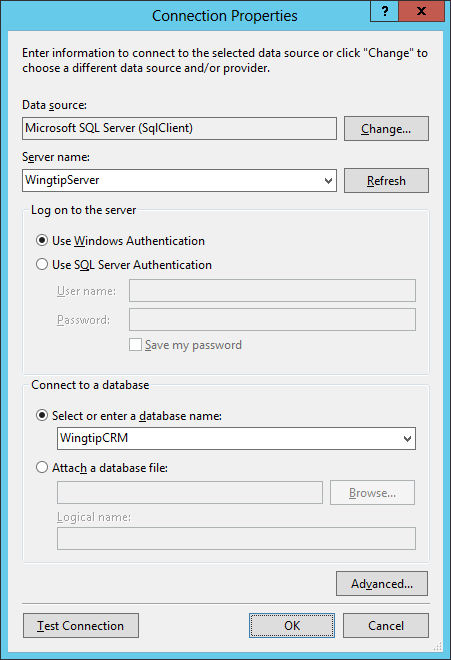 Connection Properties
? x
Enter information to connect to the selected data source or click "Change" to
choose a different data source and/or provider.
Data source:
Microsoft SQL Server (SqlClient)
Change...
Server name:
WingtipServer
Refresh
Log on to the server
Use Windows Authentication
Use SQL Server Authentication
User name:
Password:
Save my password
Connect to a database
Select or enter a database name:
WingtipCRM
Attach a database file:
Browse...
Logical name:
Advanced...
Test Connection
OK
Cancel